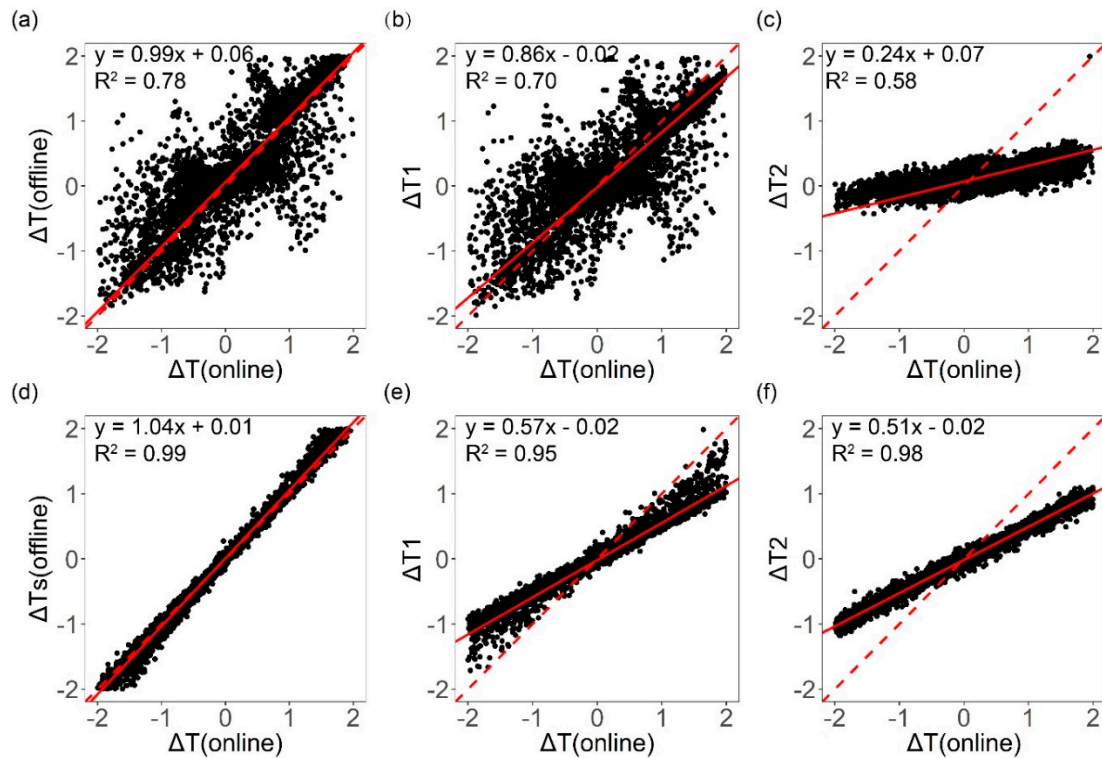 (a)
y = 0.99x + 0.06
R² = 0.78
ΔT(offline)
2
1
0
-1
-2
-2 -1 0 1 2
ΔT(online)
(b)
y = 0.86x - 0.02
R² = 0.70
ΔT1
2
1
0
-1
-2
-2 -1 0 1 2
ΔT(online)
(c)
y = 0.24x + 0.07
R² = 0.58
ΔT2
2
1
0
-1
-2
-2 -1 0 1 2
ΔT(online)
(d)
y = 1.04x + 0.01
R² = 0.99
ΔTs(offline)
2
1
0
-1
-2
-2 -1 0 1 2
ΔT(online)
(e)
y = 0.57x - 0.02
R² = 0.95
ΔT1
2
1
0
-1
-2
-2 -1 0 1 2
ΔT(online)
(f)
y = 0.51x - 0.02
R² = 0.98
ΔT2
2
1
0
-1
-2
-2 -1 0 1 2
ΔT(online)